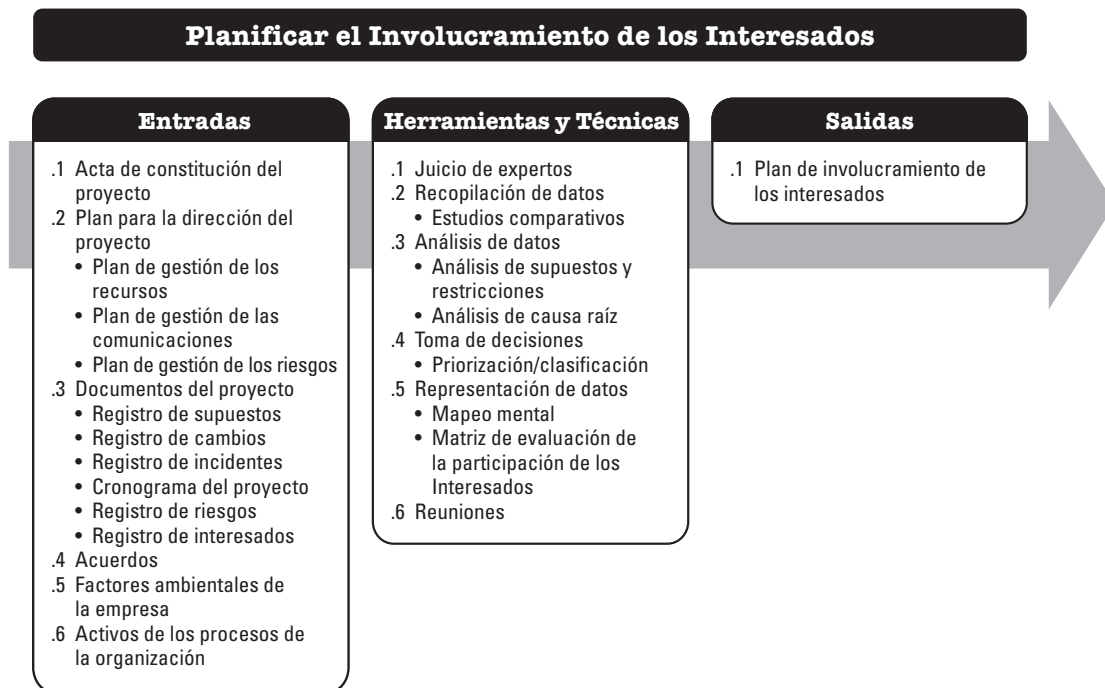 Planificar el Involucramiento de los Interesados
Entradas
.1 Acta de constitución del
proyecto
.2 Plan para la dirección del
proyecto
• Plan de gestión de los
recursos
• Plan de gestión de las
comunicaciones
• Plan de gestión de los riesgos
.3 Documentos del proyecto
• Registro de supuestos
• Registro de cambios
• Registro de incidentes
• Cronograma del proyecto
• Registro de riesgos
• Registro de interesados
.4 Acuerdos
.5 Factores ambientales de
la empresa
.6 Activos de los procesos de
la organización
Herramientas y Técnicas
.1 Juicio de expertos
.2 Recopilación de datos
• Estudios comparativos
.3 Análisis de datos
• Análisis de supuestos y
restricciones
• Análisis de causa raíz
.4 Toma de decisiones
• Priorización/clasificación
.5 Representación de datos
• Mapeo mental
• Matriz de evaluación de
la participación de los
Interesados
.6 Reuniones
Salidas
.1 Plan de involucramiento de
los interesados